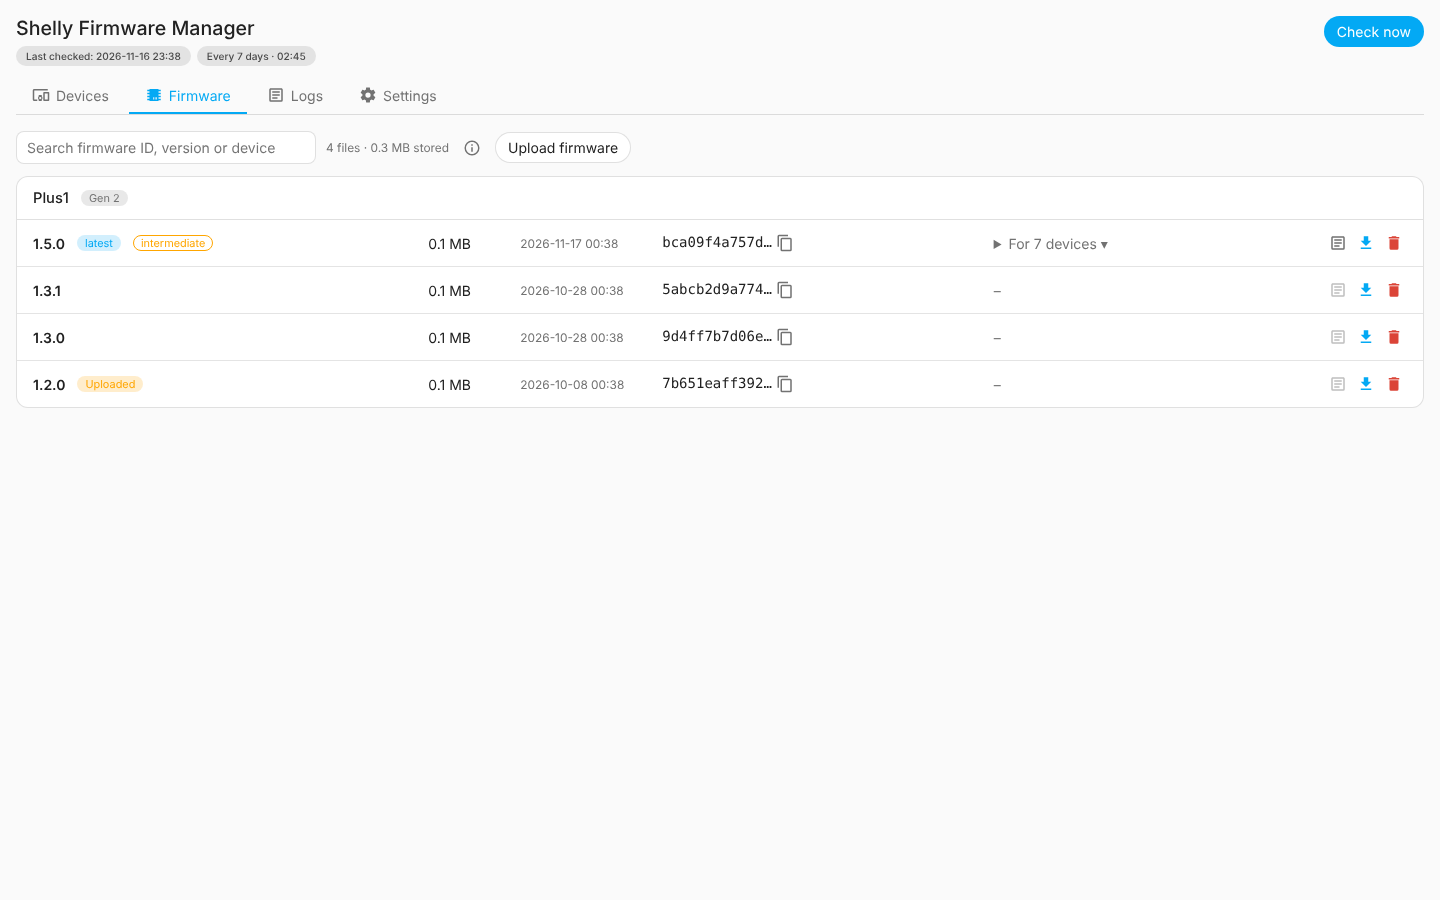 Shelly Firmware Manager
Check now
Last checked: 2026-11-16 23:38
Every 7 days · 02:45
Devices
Firmware
Logs
Settings
Search firmware ID, version or device
4 files · 0.3 MB stored
Upload firmware
Plus1 Gen 2
1.5.0 latest intermediate 0.1 MB 2026-11-17 00:38 bca09f4a757d… ▶ For 7 devices ▾
1.3.1 0.1 MB 2026-10-28 00:38 5abcb2d9a774… –
1.3.0 0.1 MB 2026-10-28 00:38 9d4ff7b7d06e… –
1.2.0 Uploaded 0.1 MB 2026-10-08 00:38 7b651eaff392… –